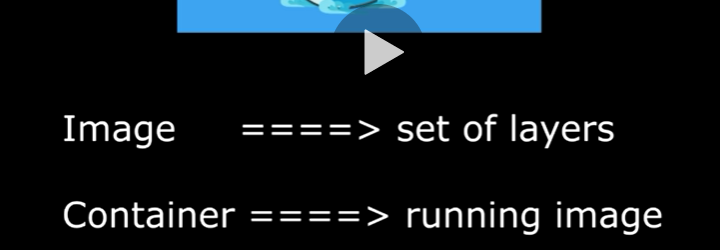 Image ====> set of layers
Container ====> running image